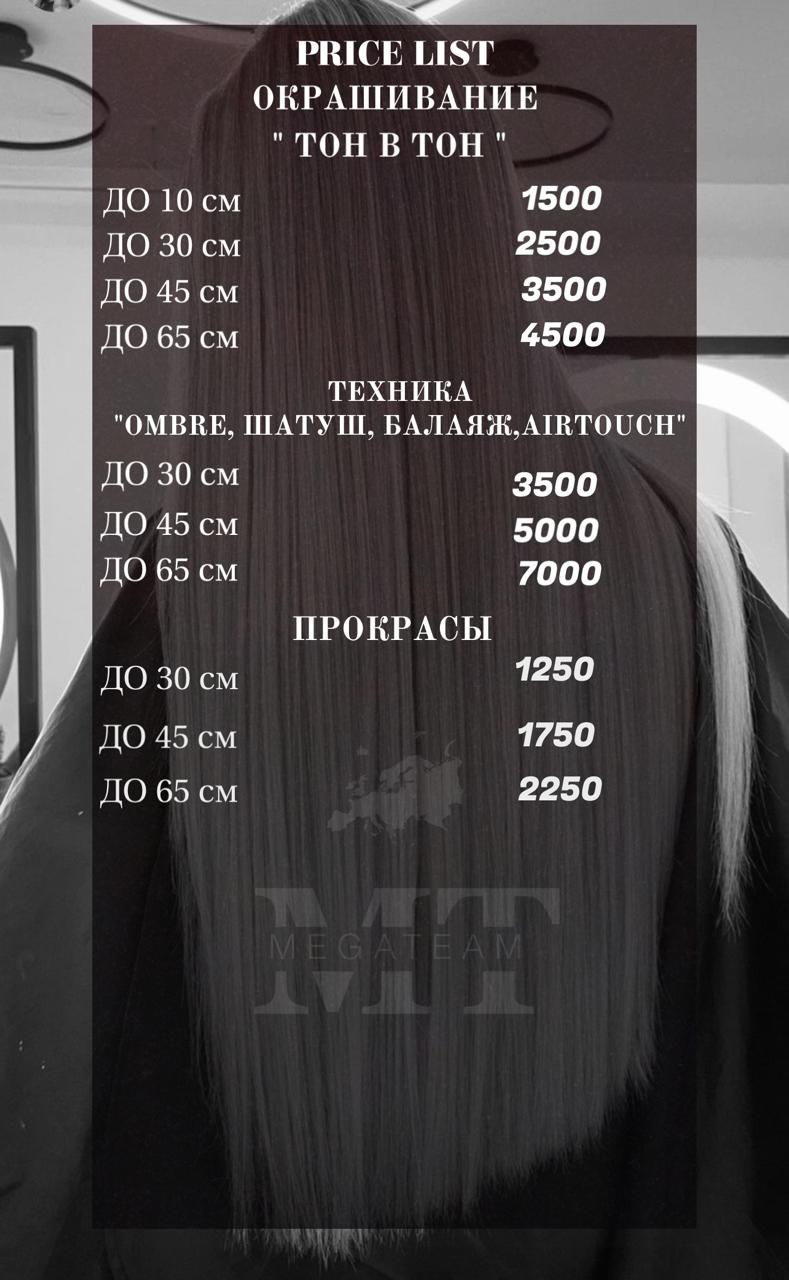 PRICE LIST
ОКРАШИВАНИЕ
" ТОН В ТОН "
ДО 10 см 1500
ДО 30 см 2500
ДО 45 см 3500
ДО 65 см 4500
ТЕХНИКА
"OMBRE, ШАТУШ, БАЛАЯЖ,AIRTOUCH"
ДО 30 см 3500
ДО 45 см 5000
ДО 65 см 7000
ПРОКРАСЫ
ДО 30 см 1250
ДО 45 см 1750
ДО 65 см 2250
MT
MEGATEAM